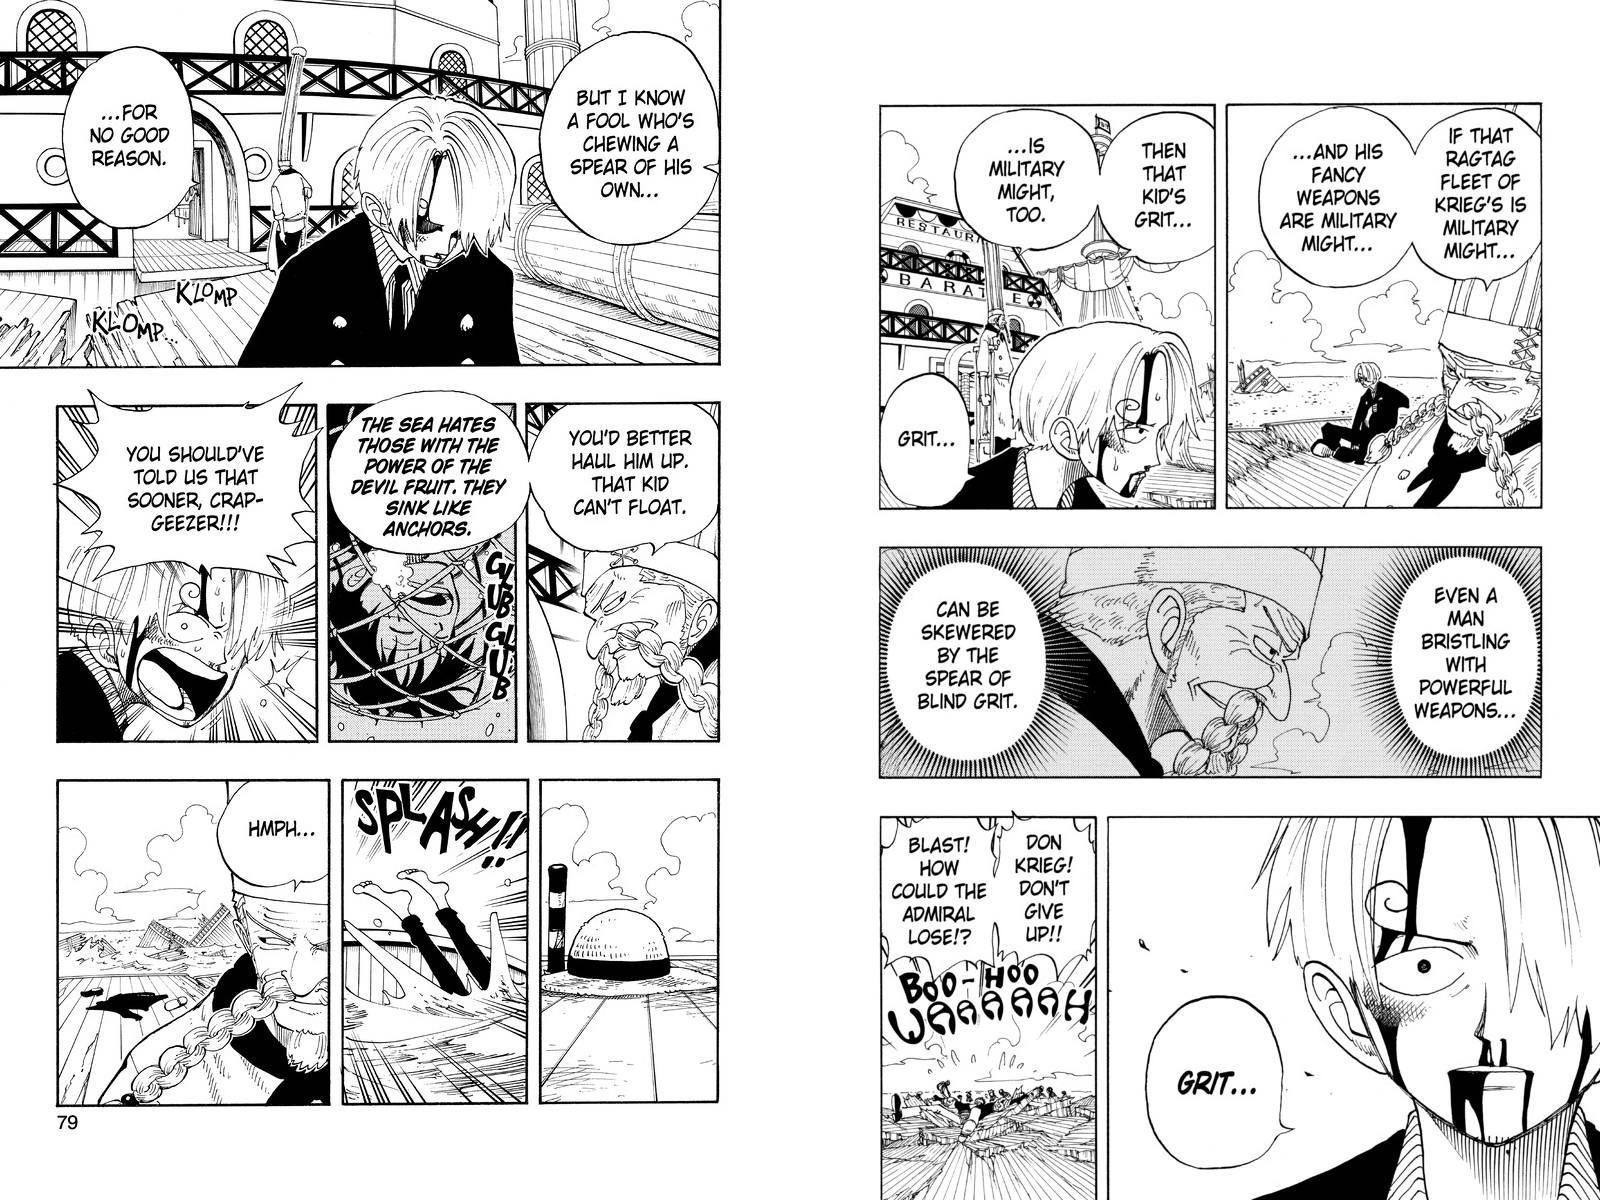 IF THAT
RAGTAG
FLEET OF
KRIEG'S IS
MILITARY
MIGHT...
...AND HIS
FANCY
WEAPONS
ARE MILITARY
MIGHT...
THEN
THAT
KID'S
GRIT...
...IS
MILITARY
MIGHT,
TOO.
RESTAUR
BARATIE
GRIT...
EVEN A
MAN
BRISTLING
WITH
POWERFUL
WEAPONS...
CAN BE
SKEWERED
BY THE
SPEAR OF
BLIND GRIT.
GRIT...
DON
KRIEG!
DON'T
GIVE
UP!!
BLAST!
HOW
COULD THE
ADMIRAL
LOSE!?
BOO-HOO
WAAAAAH
BUT I KNOW
A FOOL WHO'S
CHEWING A
SPEAR OF HIS
OWN...
...FOR
NO GOOD
REASON.
KLOMP
KLOMP...
YOU'D BETTER
HAUL HIM UP.
THAT KID
CAN'T FLOAT.
THE SEA HATES
THOSE WITH THE
POWER OF THE
DEVIL FRUIT. THEY
SINK LIKE
ANCHORS.
GLUB
GLUB
YOU SHOULD'VE
TOLD US THAT
SOONER, CRAP-
GEEZER!!!
SPLASH!!
HMPH...
79